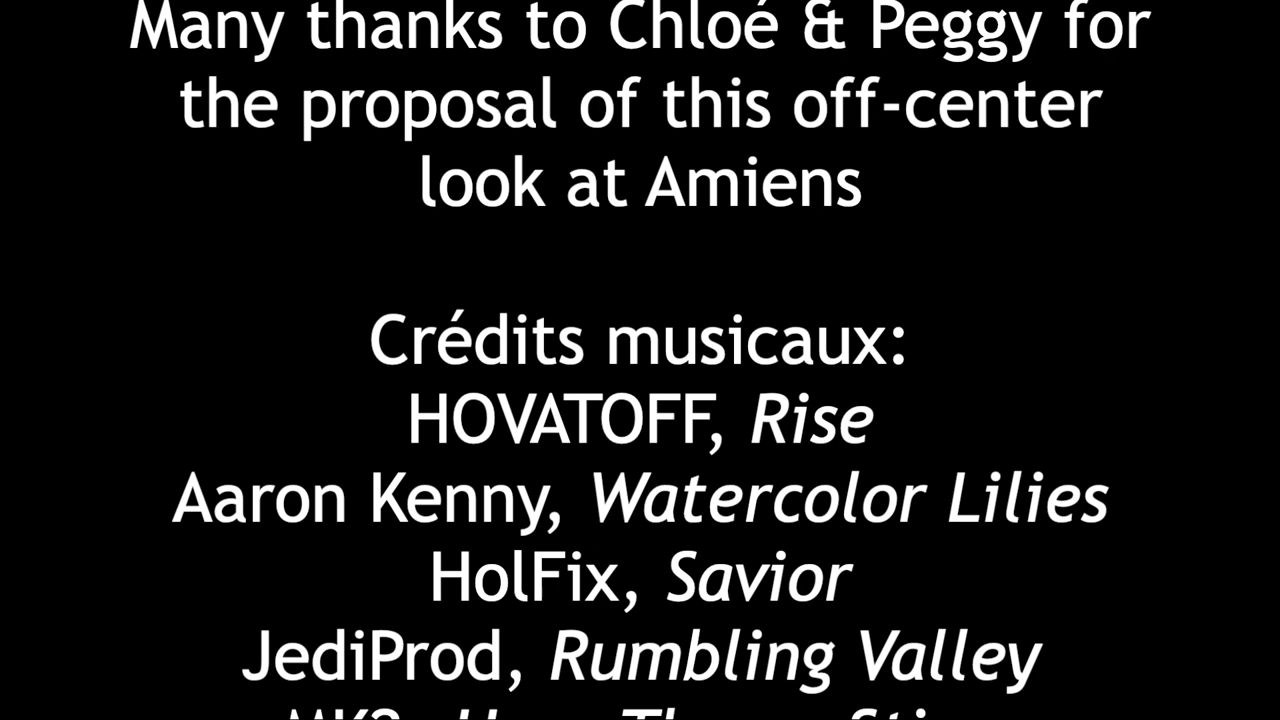 Many thanks to Chloé & Peggy for
the proposal of this off-center
look at Amiens
Crédits musicaux:
HOVATOFF, Rise
Aaron Kenny, Watercolor Lilies
HolFix, Savior
JediProd, Rumbling Valley